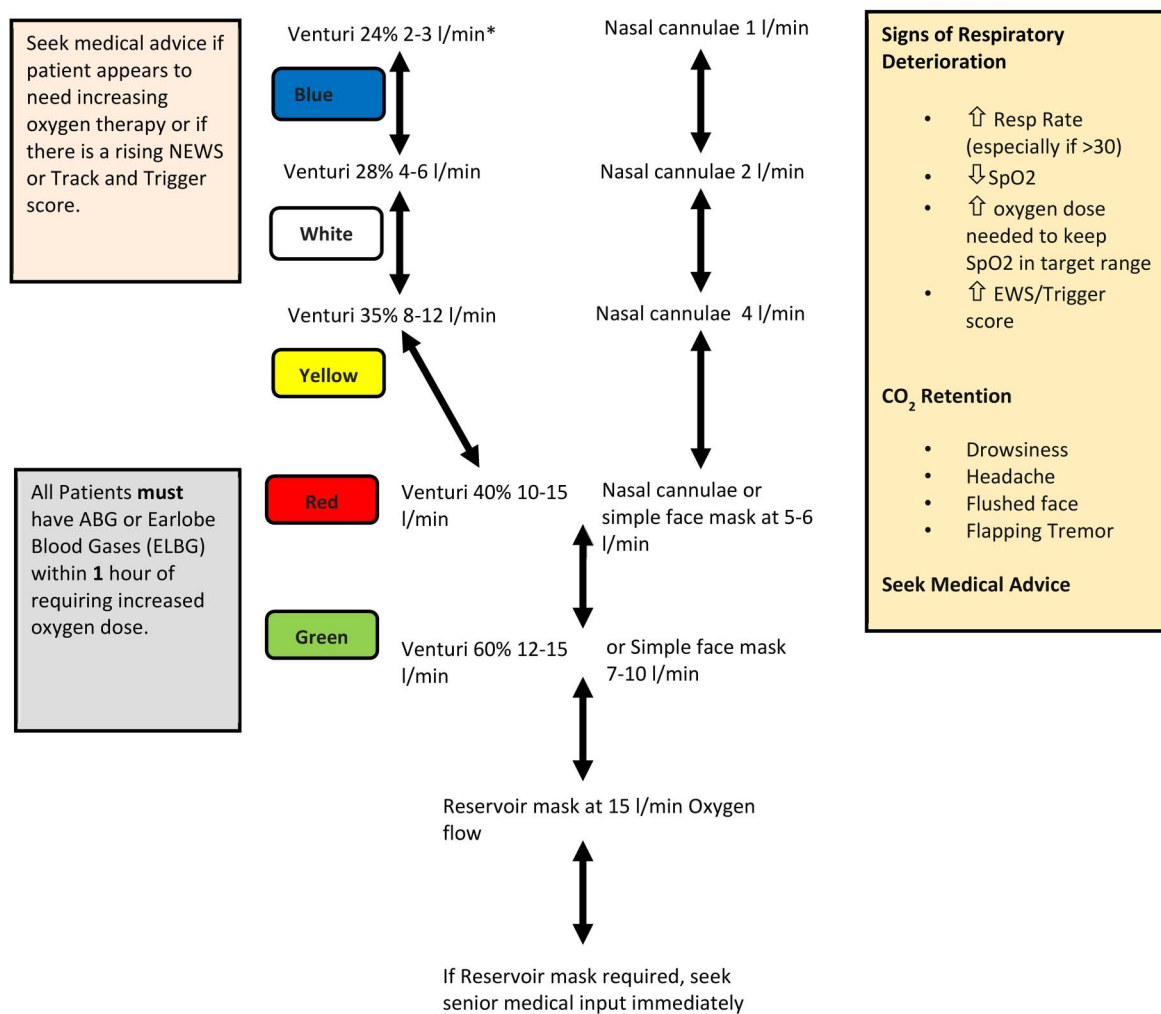 Seek medical advice if
patient appears to
need increasing
oxygen therapy or if
there is a rising NEWS
or Track and Trigger
score.
All Patients must
have ABG or Earlobe
Blood Gases (ELBG)
within 1 hour of
requiring increased
oxygen dose.
Venturi 24% 2-3 l/min*
Blue
Venturi 28% 4-6 l/min
White
Venturi 35% 8-12 l/min
Yellow
Red
Venturi 40% 10-15
l/min
Green
Venturi 60% 12-15
l/min
Nasal cannulae 1 l/min
Nasal cannulae 2 l/min
Nasal cannulae 4 l/min
Nasal cannulae or
simple face mask at 5-6
l/min
or Simple face mask
7-10 l/min
Reservoir mask at 15 l/min Oxygen
flow
If Reservoir mask required, seek
senior medical input immediately
Signs of Respiratory
Deterioration
• ⇧ Resp Rate
(especially if >30)
• ⇩SpO2
• ⇧ oxygen dose
needed to keep
SpO2 in target range
• ⇧ EWS/Trigger
score
CO₂ Retention
• Drowsiness
• Headache
• Flushed face
• Flapping Tremor
Seek Medical Advice